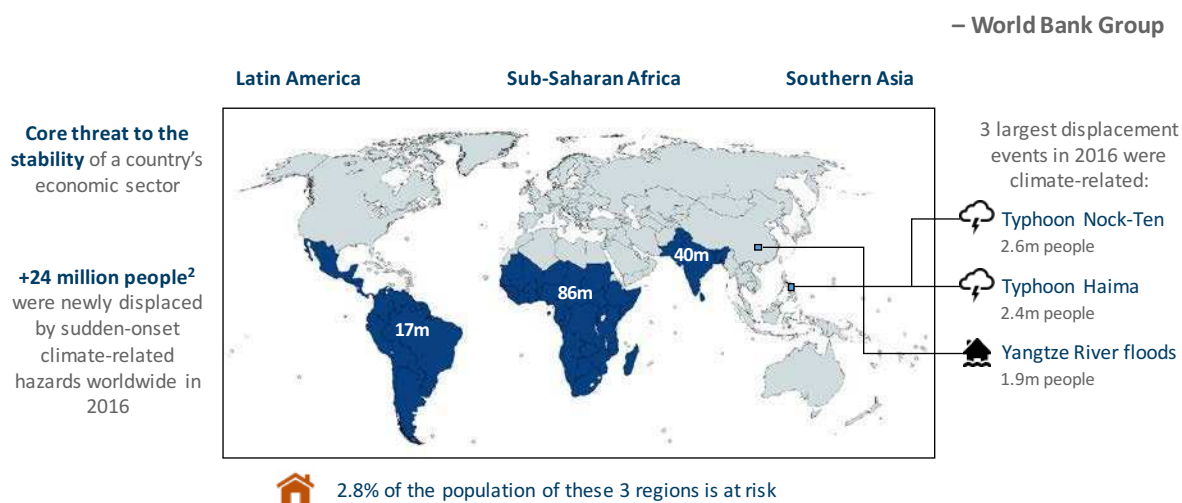 – World Bank Group
Latin America
Sub-Saharan Africa
Southern Asia
Core threat to the
stability of a country's
economic sector
+24 million people²
were newly displaced
by sudden-onset
climate-related
hazards worldwide in
2016
17m
86m
40m
3 largest displacement
events in 2016 were
climate-related:
Typhoon Nock-Ten
2.6m people
Typhoon Haima
2.4m people
Yangtze River floods
1.9m people
2.8% of the population of these 3 regions is at risk